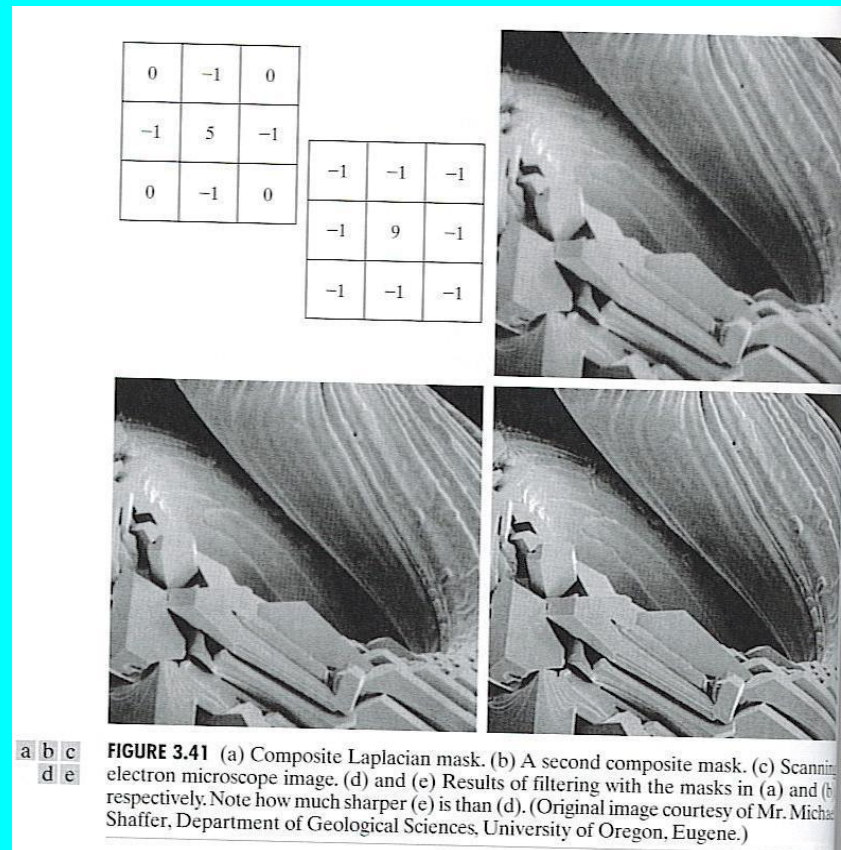 0 −1 0
−1 5 −1
0 −1 0
−1 −1 −1
−1 9 −1
−1 −1 −1
a b c
d e
FIGURE 3.41 (a) Composite Laplacian mask. (b) A second composite mask. (c)
electron microscope image. (d) and (e) Results of filtering with the masks in (a) and
respectively. Note how much sharper (e) is than (d). (Original image courtesy of Mr.
Shaffer, Department of Geological Sciences, University of Oregon, Eugene.)